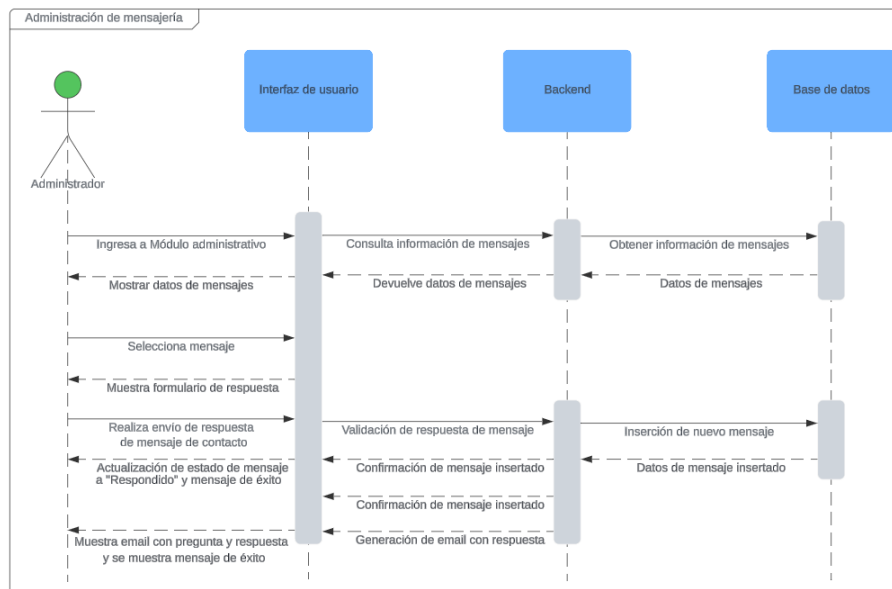 Administración de mensajería
Interfaz de usuario
Backend
Base de datos
Administrador
Ingresa a Módulo administrativo
Consulta información de mensajes
Obtener información de mensajes
Mostrar datos de mensajes
Devuelve datos de mensajes
Datos de mensajes
Selecciona mensaje
Muestra formulario de respuesta
Realiza envío de respuesta
de mensaje de contacto
Validación de respuesta de mensaje
Inserción de nuevo mensaje
Actualización de estado de mensaje
a "Respondido" y mensaje de éxito
Confirmación de mensaje insertado
Datos de mensaje insertado
Confirmación de mensaje insertado
Muestra email con pregunta y respuesta
y se muestra mensaje de éxito
Generación de email con respuesta